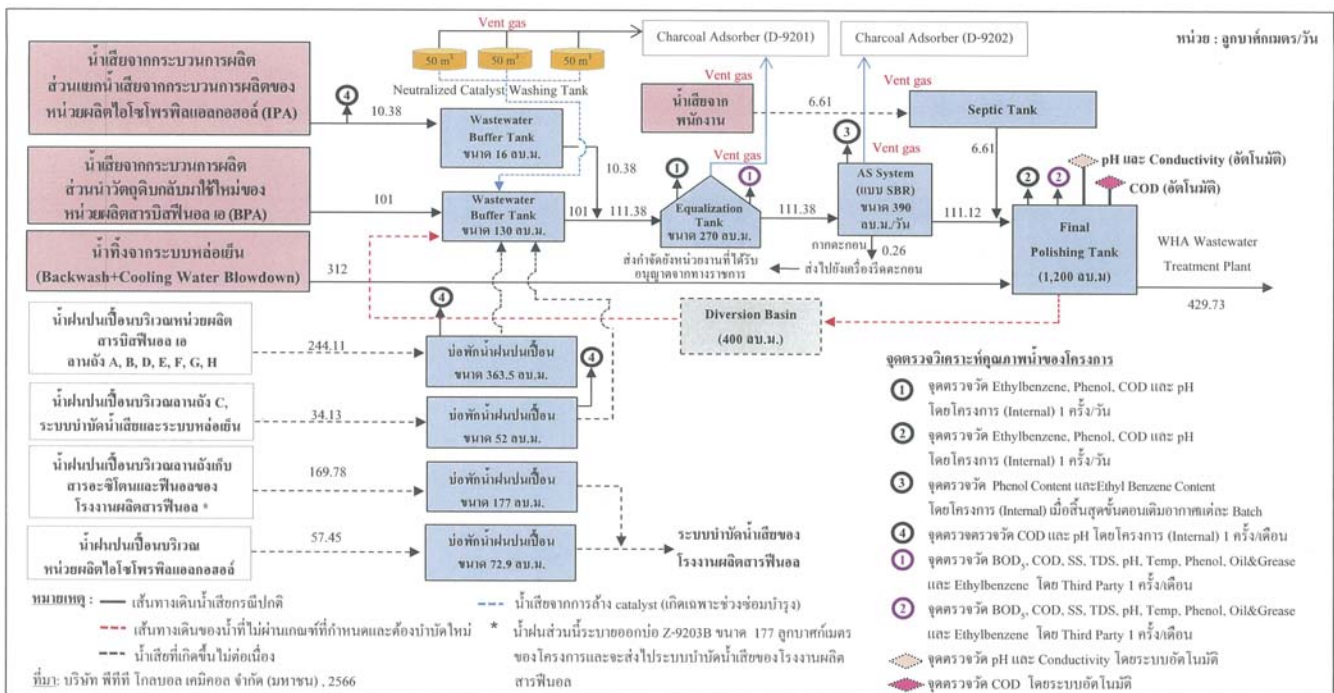 หน่วย : ลูกบาศ์กเมตร/วัน
Vent gas
Charcoal Adsorber (D-9201)
Charcoal Adsorber (D-9202)
50 m³
50 m³
50 m³
Neutralized Catalyst Washing Tank
น้ำเสียจากกระบวนการผลิต
ส่วนแยกน้ำเสียจากกระบวนการผลิตของ
หน่วยผลิตไอโซโพรพิลแอลกอฮอล์ (IPA)
4
10.38
Wastewater
Buffer Tank
ขนาด 16 ลบ.ม.
10.38
Vent gas
น้ำเสียจาก
พนักงาน
6.61
Vent gas
Septic Tank
6.61
น้ำเสียจากกระบวนการผลิต
ส่วนนำวัตถุดิบกลับมาใช้ใหม่ของ
หน่วยผลิตสารบิสฟีนอล เอ (BPA)
101
Wastewater
Buffer Tank
ขนาด 130 ลบ.ม.
101
111.38
1
Vent gas
1
Equalization
Tank
ขนาด 270 ลบ.ม.
111.38
3
Vent gas
AS System
(แบบ SBR)
ขนาด 390
ลบ.ม./วัน
111.12
2
2
pH และ Conductivity (อัตโนมัติ)
COD (อัตโนมัติ)
Final
Polishing Tank
(1,200 ลบ.ม)
WHA Wastewater
Treatment Plant
429.73
กากตะกอน
0.26
ส่งไปยังเครื่องรีดตะกอน
ส่งกำจัดยังหน่วยงานที่ได้รับ
อนุญาตจากทางราชการ
น้ำทิ้งจากระบบหล่อเย็น
(Backwash+Cooling Water Blowdown)
312
Diversion Basin
(400 ลบ.ม.)
น้ำฝนปนเปื้อนบริเวณหน่วยผลิต
สารบิสฟีนอล เอ
ลานถัง A, B, D, E, F, G, H
244.11
4
บ่อพักน้ำฝนปนเปื้อน
ขนาด 363.5 ลบ.ม.
4
น้ำฝนปนเปื้อนบริเวณลานถัง C,
ระบบบำบัดน้ำเสียและระบบหล่อเย็น
34.13
บ่อพักน้ำฝนปนเปื้อน
ขนาด 52 ลบ.ม.
น้ำฝนปนเปื้อนบริเวณลานถังเก็บ
สารอะซิโตนและฟีนอลของ
โรงงานผลิตสารฟีนอล *
169.78
บ่อพักน้ำฝนปนเปื้อน
ขนาด 177 ลบ.ม.
น้ำฝนปนเปื้อนบริเวณ
หน่วยผลิตไอโซโพรพิลแอลกอฮอล์
57.45
บ่อพักน้ำฝนปนเปื้อน
ขนาด 72.9 ลบ.ม.
ระบบบำบัดน้ำเสียของ
โรงงานผลิตสารฟีนอล
จุดตรวจวิเคราะห์คุณภาพน้ำของโครงการ
1 จุดตรวจวัด Ethylbenzene, Phenol, COD และ pH
โดยโครงการ (Internal) 1 ครั้ง/วัน
2 จุดตรวจวัด Ethylbenzene, Phenol, COD และ pH
โดยโครงการ (Internal) 1 ครั้ง/วัน
3 จุดตรวจวัด Phenol Content และEthyl Benzene Content
โดยโครงการ (Internal) เมื่อสิ้นสุดขั้นตอนเติมอากาศแต่ละ Batch
4 จุดตรวจตรวจวัด COD และ pH โดยโครงการ (Internal) 1 ครั้ง/เดือน
1 จุดตรวจวัด BOD₅, COD, SS, TDS, pH, Temp, Phenol, Oil&Grease
และ Ethylbenzene โดย Third Party 1 ครั้ง/เดือน
2 จุดตรวจวัด BOD₅, COD, SS, TDS, pH, Temp, Phenol, Oil&Grease
และ Ethylbenzene โดย Third Party 1 ครั้ง/เดือน
จุดตรวจวัด pH และ Conductivity โดยระบบอัตโนมัติ
จุดตรวจวัด COD โดยระบบอัตโนมัติ
หมายเหตุ : เส้นทางเดินน้ำเสียกรณีปกติ
เส้นทางเดินของน้ำที่ไม่ผ่านเกณฑ์ที่กำหนดและต้องบำบัดใหม่
น้ำเสียที่เกิดขึ้นไม่ต่อเนื่อง
น้ำเสียจากการล้าง catalyst (เกิดเฉพาะช่วงซ่อมบำรุง)
* น้ำฝนส่วนนี้ระบายออกบ่อ Z-9203B ขนาด 177 ลูกบาศก์เมตร
ของโครงการและจะส่งไประบบบำบัดน้ำเสียของโรงงานผลิต
สารฟีนอล
ที่มา: บริษัท พีทีที โกลบอล เคมิคอล จำกัด (มหาชน) , 2566